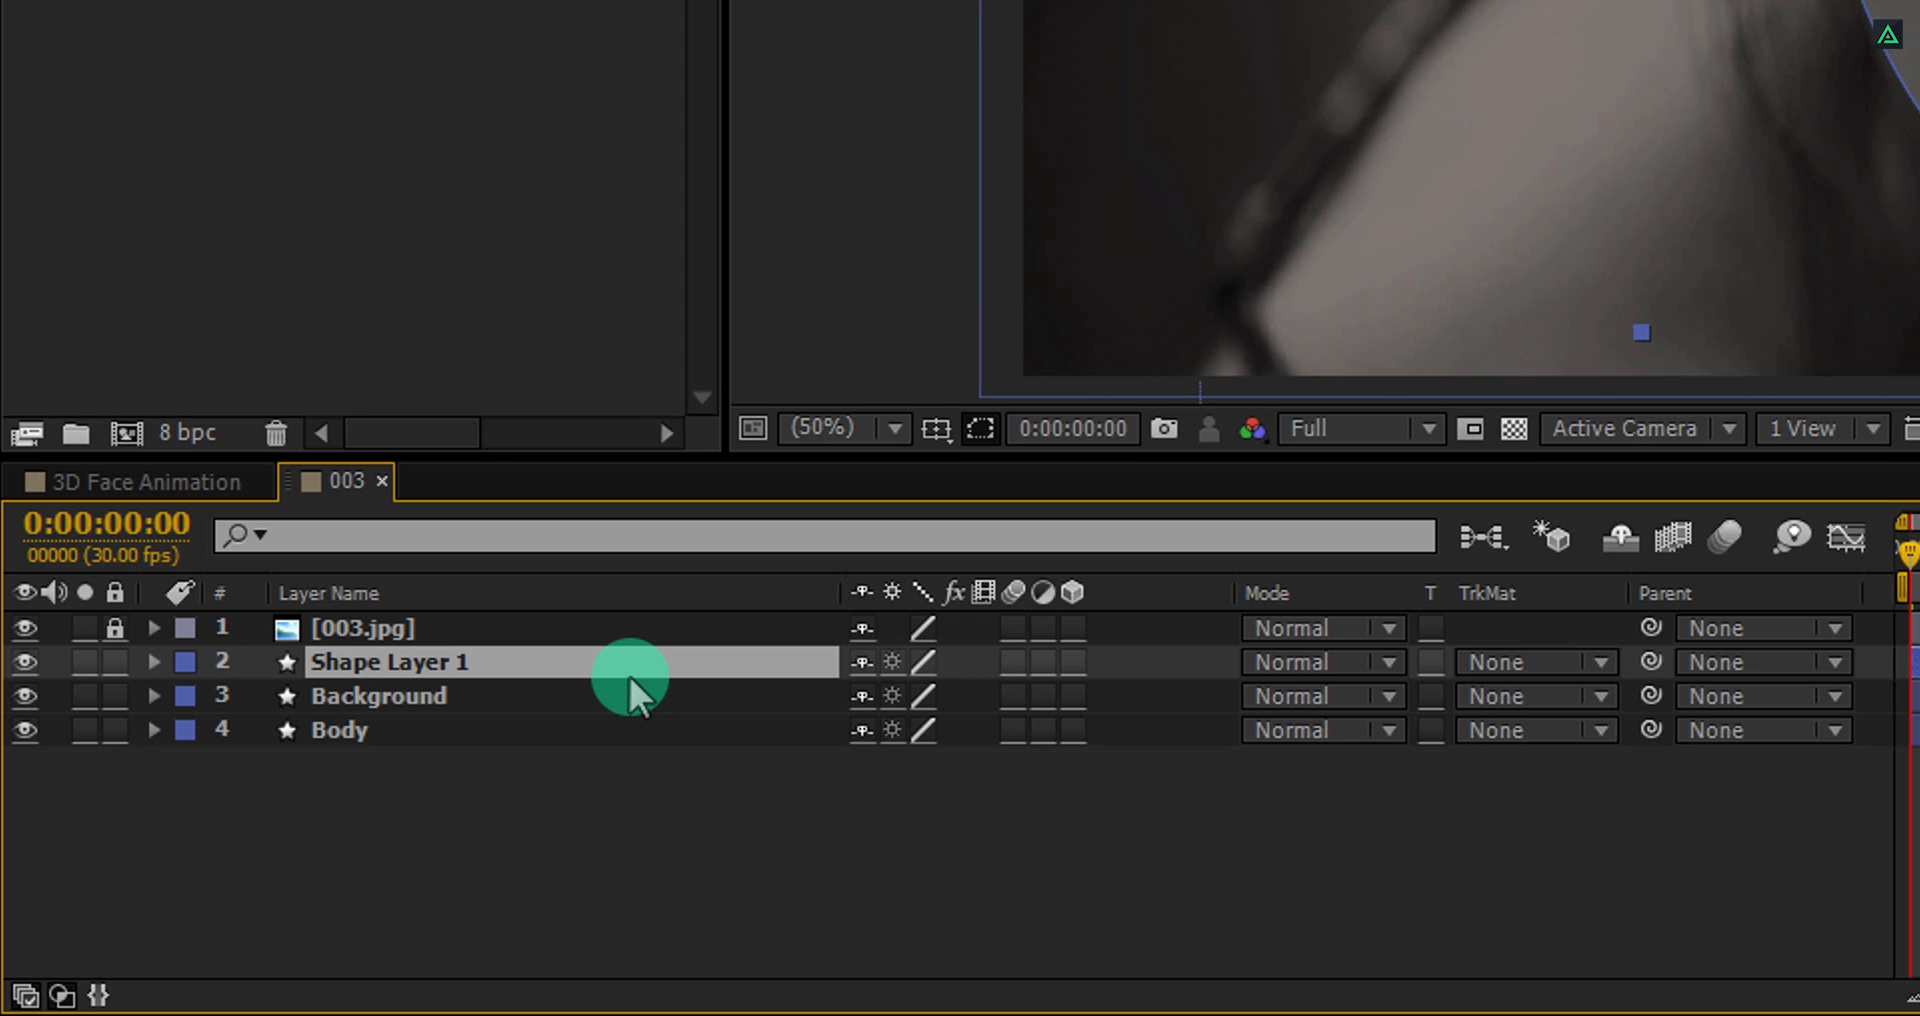 8 bpc
(50%)
0:00:00:00
Full
Active Camera
1 View
3D Face Animation
003
0:00:00:00
00000 (30.00 fps)
# Layer Name fx Mode T TrkMat Parent
1 [003.jpg] Normal None
2 Shape Layer 1 Normal None None
3 Background Normal None None
4 Body Normal None None